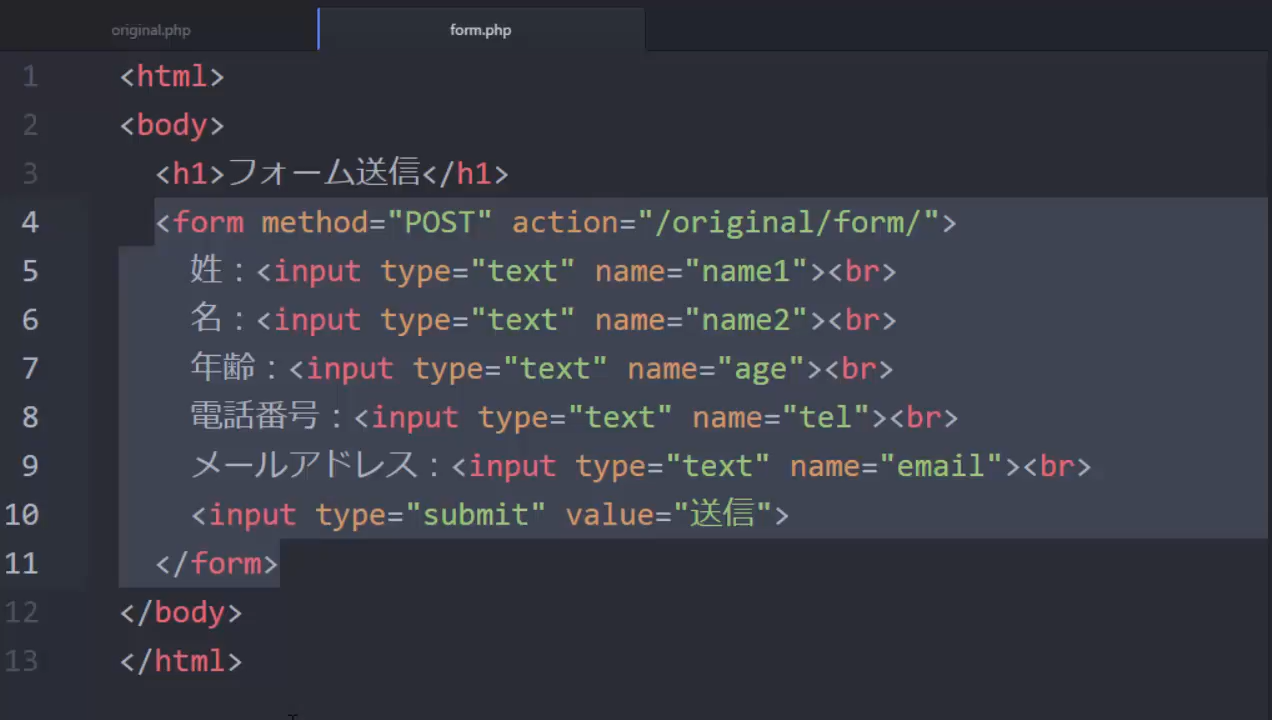 original.php
form.php
1 <html>
2 <body>
3 <h1>フォーム送信</h1>
4 <form method="POST" action="/original/form/">
5 姓：<input type="text" name="name1"><br>
6 名：<input type="text" name="name2"><br>
7 年齢：<input type="text" name="age"><br>
8 電話番号：<input type="text" name="tel"><br>
9 メールアドレス：<input type="text" name="email"><br>
10 <input type="submit" value="送信">
11 </form>
12 </body>
13 </html>